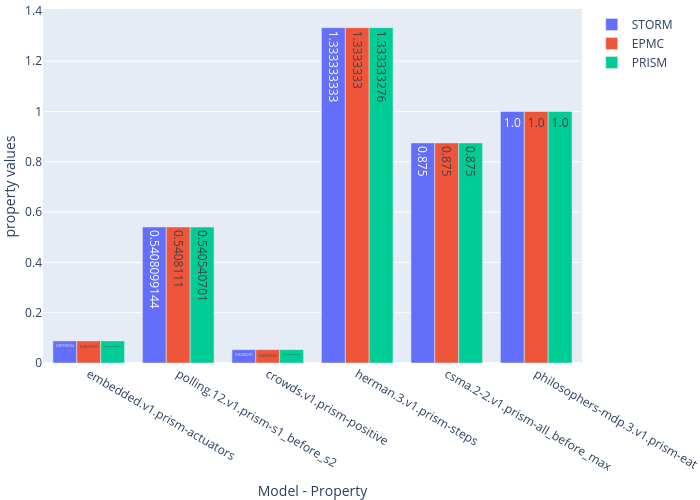 1.4
1.2
1
0.8
0.6
0.4
0.2
0
property values
0.5408099144
0.5408111
0.540540701
1.333333333
1.3333333
1.333333276
0.875
0.875
0.875
1.0
1.0
1.0
embedded.v1.prism-actuators
polling.12.v1.prism-s1_before_s2
crowds.v1.prism-positive
herman.3.v1.prism-steps
csma.2-2.v1.prism-all_before_max
philosophers-mdp.3.v1.prism-eat
Model - Property
STORM
EPMC
PRISM